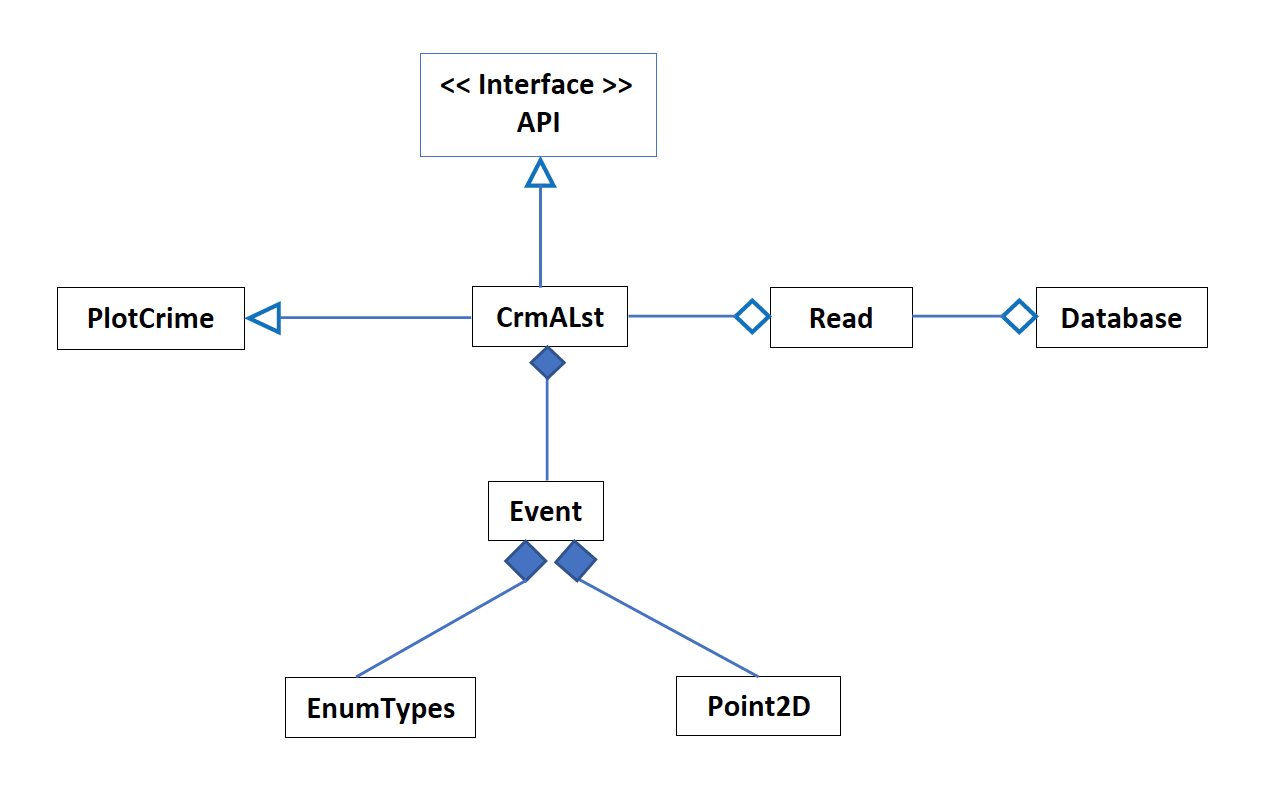 << Interface >>
API
PlotCrime
CrmALst
Read
Database
Event
EnumTypes
Point2D